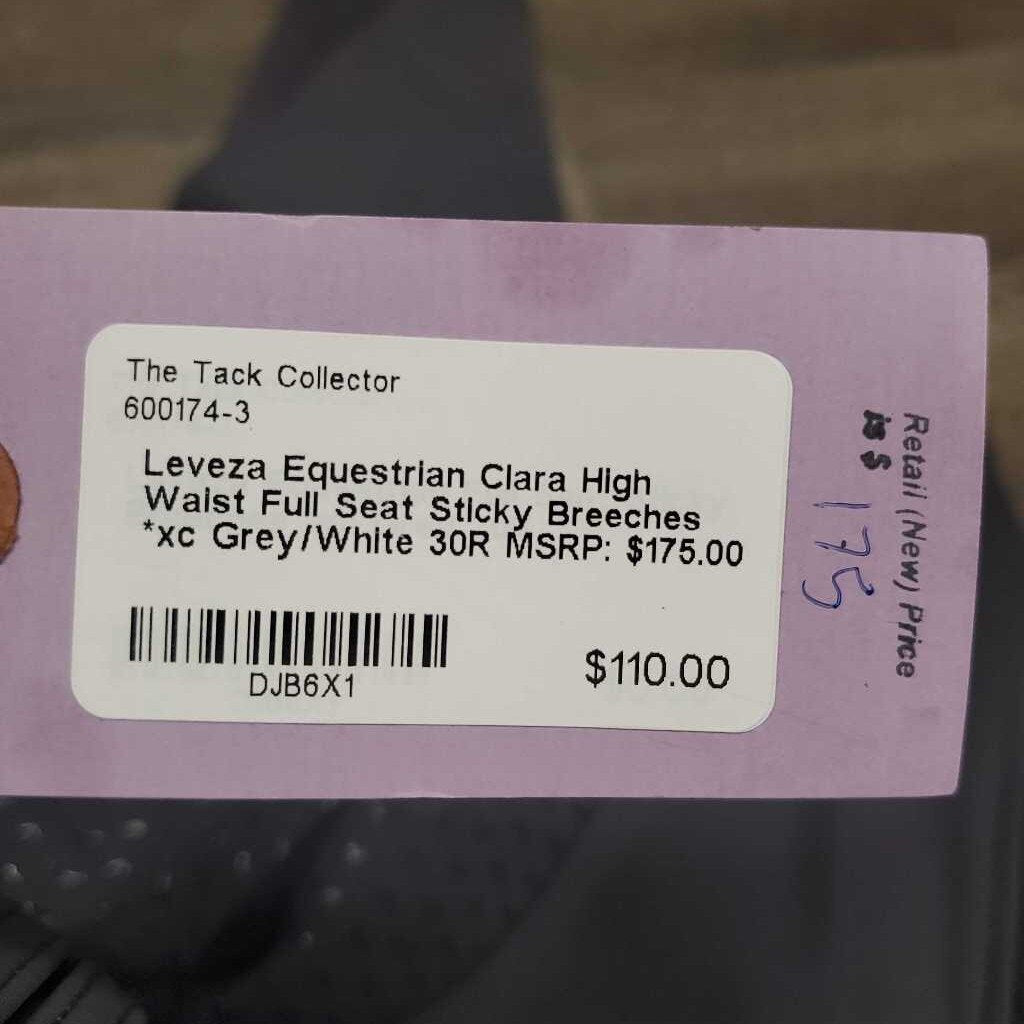 The Tack Collector
600174-3
Leveza Equestrian Clara High
Waist Full Seat Sticky Breeches
*xc Grey/White 30R MSRP: $175.00
DJB6X1
$110.00
Retail (New) Price
is $
175